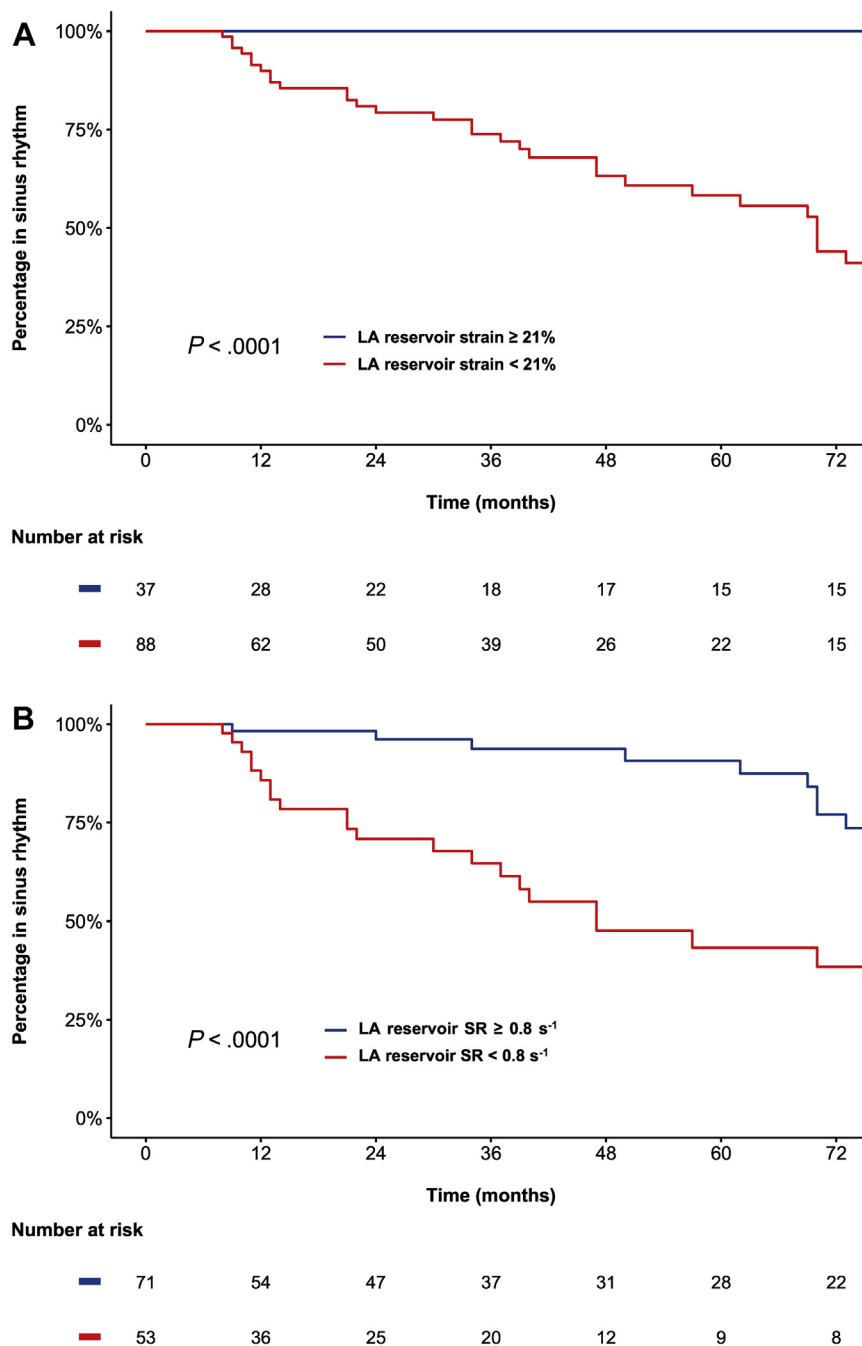 A
Percentage in sinus rhythm
100%
75%
50%
25%
0%
P < .0001
LA reservoir strain ≥ 21%
LA reservoir strain < 21%
0 12 24 36 48 60 72
Time (months)
Number at risk
37 28 22 18 17 15 15
88 62 50 39 26 22 15
B
Percentage in sinus rhythm
100%
75%
50%
25%
0%
P < .0001
LA reservoir SR ≥ 0.8 s⁻¹
LA reservoir SR < 0.8 s⁻¹
0 12 24 36 48 60 72
Time (months)
Number at risk
71 54 47 37 31 28 22
53 36 25 20 12 9 8